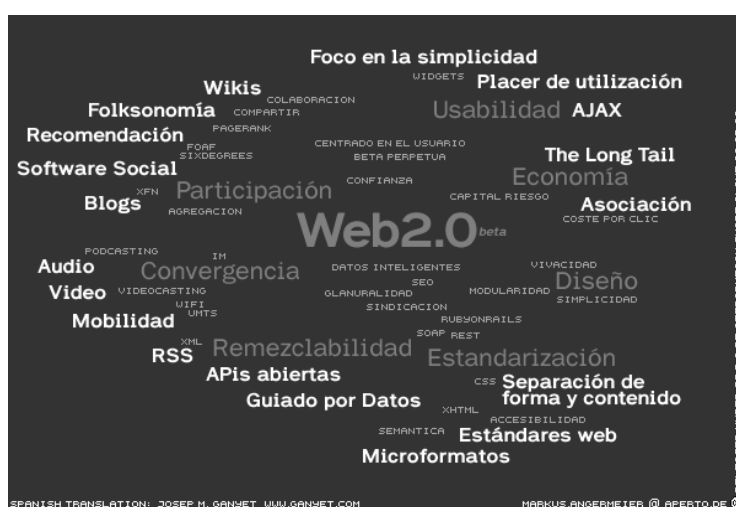 Foco en la simplicidad
WIDGETS
Placer de utilización
Wikis
COLABORACION
Folksonomía
COMPARTIR
Usabilidad
AJAX
Recomendación
PAGERANK
FOAF
SIXDEGREES
CENTRADO EN EL USUARIO
BETA PERPETUA
The Long Tail
Software Social
CONFIANZA
Economía
XFN
Participación
CAPITAL RIESGO
Blogs
AGREGACION
Asociación
COSTE POR CLIC
Web2.0 beta
PODCASTING
IM
Audio
Convergencia
DATOS INTELIGENTES
VIVACIDAD
SEO
Diseño
Video
VIDEOCASTING
GLANURALIDAD
MODULARIDAD
SIMPLICIDAD
WIFI
UMTS
SINDICACION
Mobilidad
RUBYONRAILS
SOAP
REST
XML
RSS
Remezclabilidad
Estandarización
APis abiertas
CSS
Separación de
forma y contenido
Guiado por Datos
XHTML
ACCESIBILIDAD
SEMANTICA
Estándares web
Microformatos
SPANISH TRANSLATION: JOSEP M. GANYET WWW.GANYET.COM
MARKUS.ANGERMEIER @ APERTO.DE